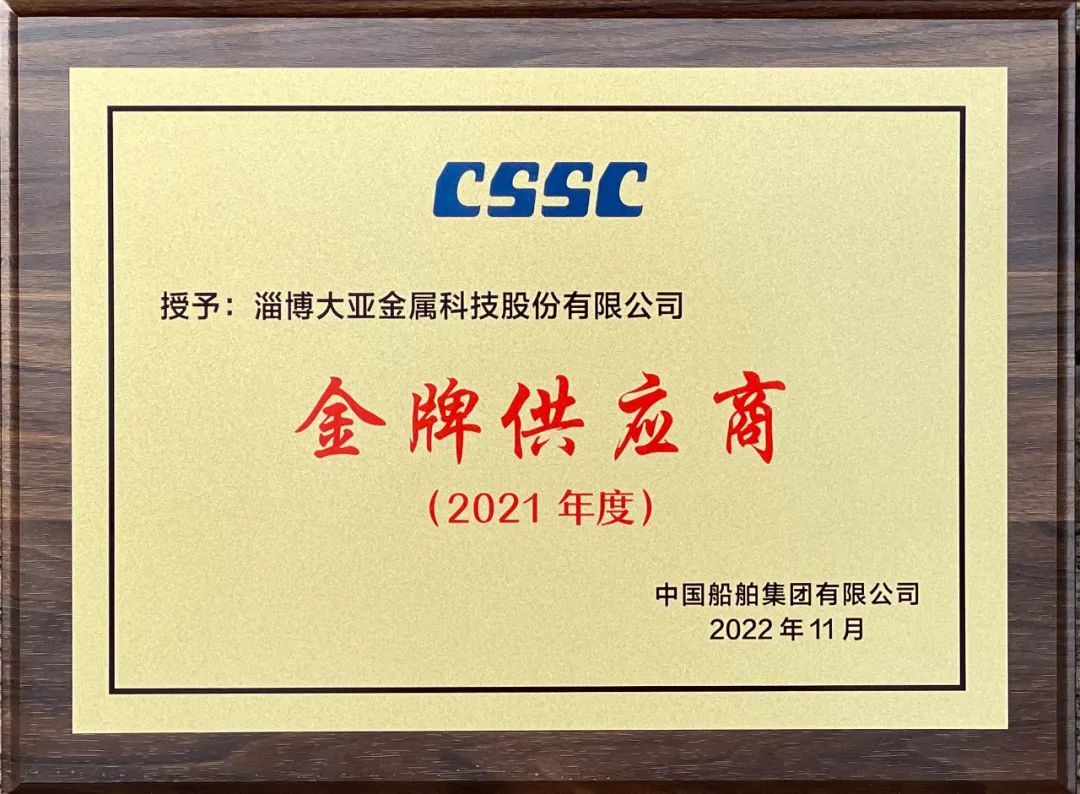 CSSC
授予：淄博大亚金属科技股份有限公司
金牌供应商
（2021 年度）
中国船舶集团有限公司
2022 年 11 月